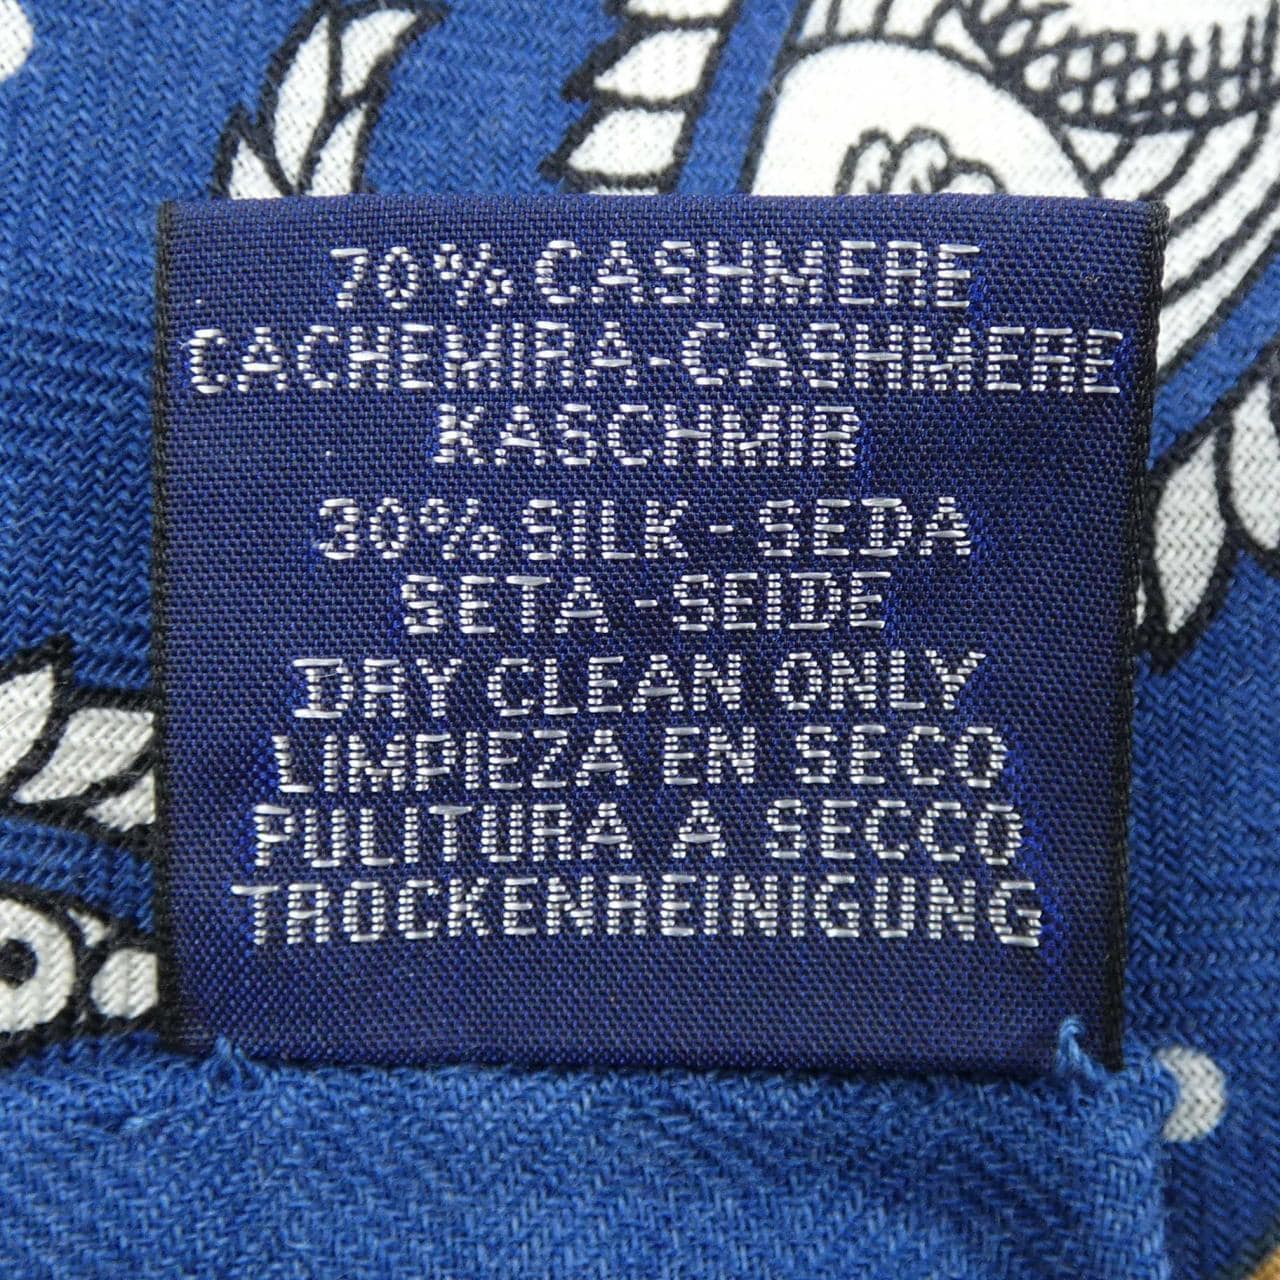 70% CASHMERE
CACHEMIRA-CASHMERE
KASCHMIR
30% SILK - SEDA
SETA - SEIDE
DRY CLEAN ONLY
LIMPIEZA EN SECO
PULITURA A SECCO
TROCKENREINIGUNG